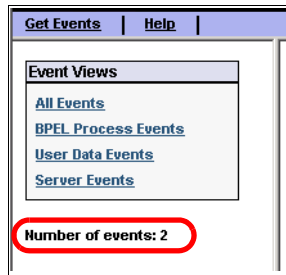 Get Events | Help |
Event Views
All Events
BPEL Process Events
User Data Events
Server Events
Number of events: 2